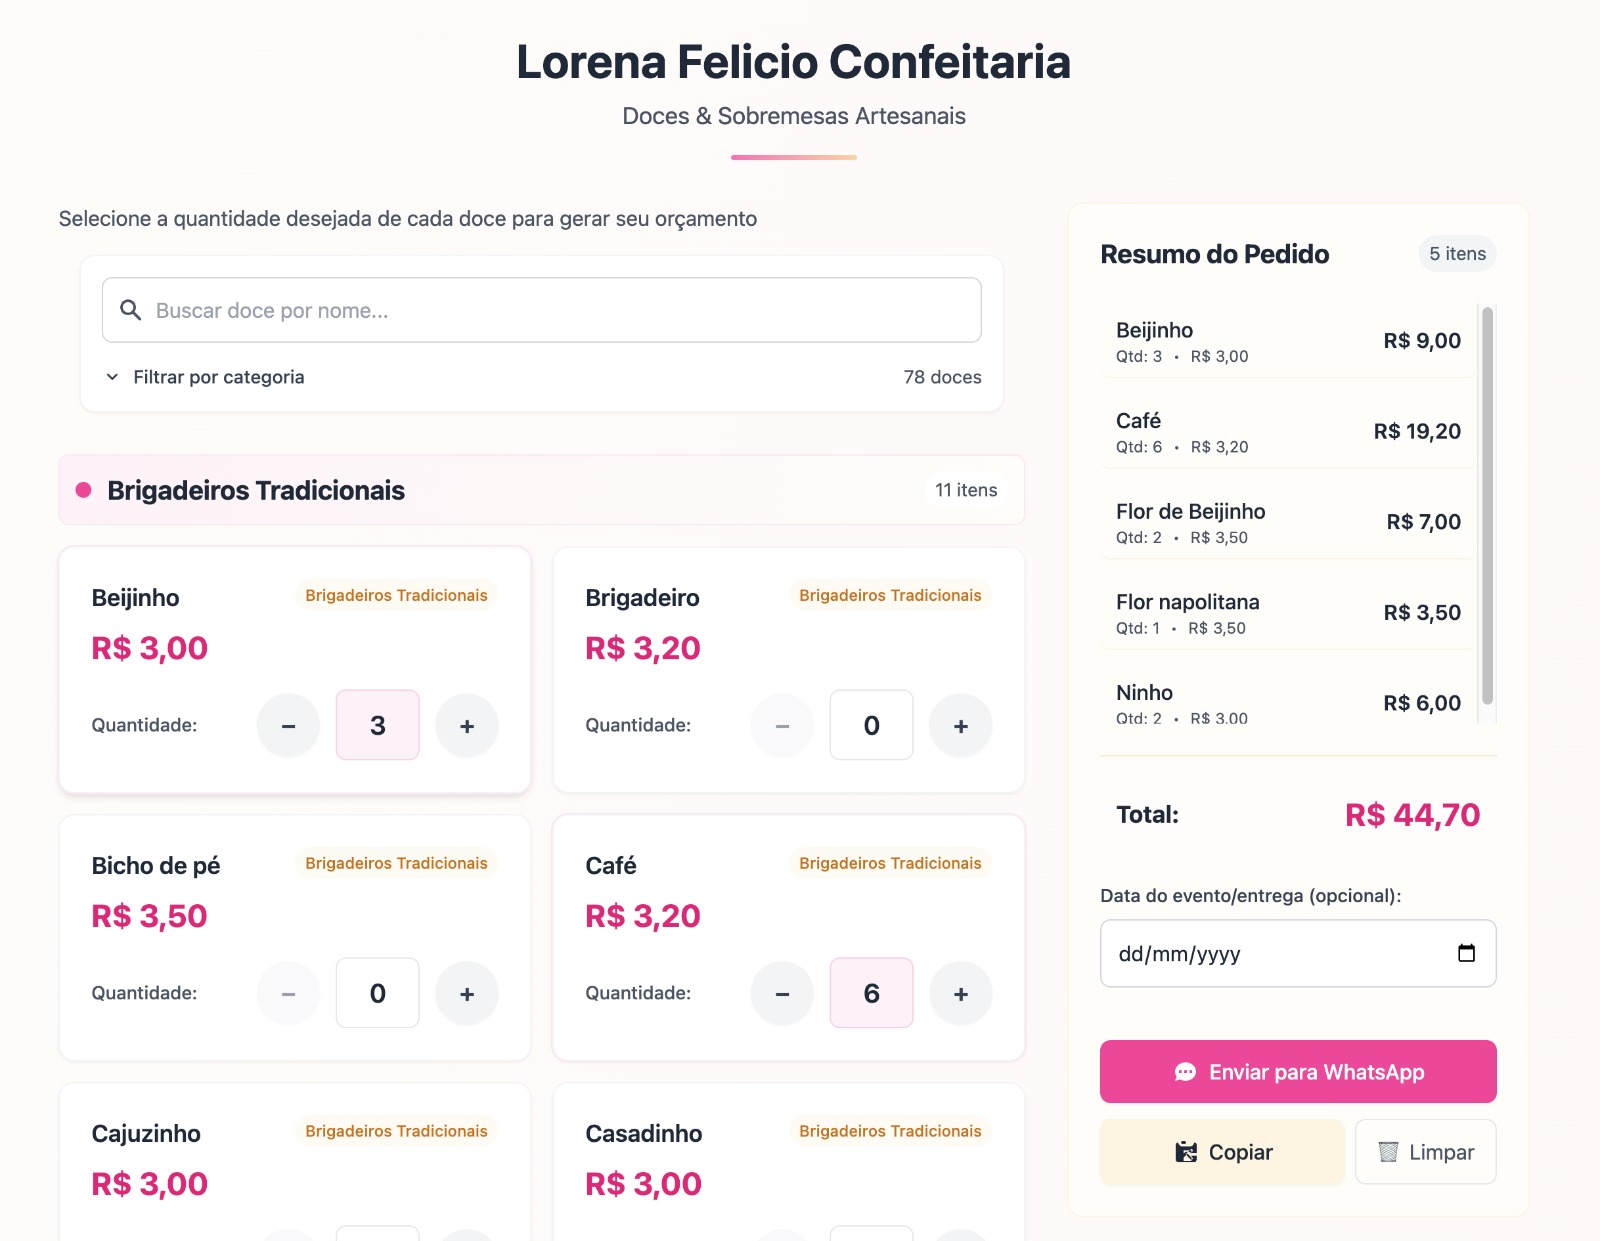 Lorena Felicio Confeitaria
Doces & Sobremesas Artesanais
Selecione a quantidade desejada de cada doce para gerar seu orçamento
Buscar doce por nome...
Filtrar por categoria
78 doces
Brigadeiros Tradicionais
11 itens
Beijinho
Brigadeiros Tradicionais
R$ 3,00
Quantidade:
−
3
+
Brigadeiro
Brigadeiros Tradicionais
R$ 3,20
Quantidade:
−
0
+
Bicho de pé
Brigadeiros Tradicionais
R$ 3,50
Quantidade:
−
0
+
Café
Brigadeiros Tradicionais
R$ 3,20
Quantidade:
−
6
+
Cajuzinho
Brigadeiros Tradicionais
R$ 3,00
Casadinho
Brigadeiros Tradicionais
R$ 3,00
Resumo do Pedido
5 itens
Beijinho
Qtd: 3 • R$ 3,00
R$ 9,00
Café
Qtd: 6 • R$ 3,20
R$ 19,20
Flor de Beijinho
Qtd: 2 • R$ 3,50
R$ 7,00
Flor napolitana
Qtd: 1 • R$ 3,50
R$ 3,50
Ninho
Qtd: 2 • R$ 3,00
R$ 6,00
Total:
R$ 44,70
Data do evento/entrega (opcional):
dd/mm/yyyy
Enviar para WhatsApp
Copiar
Limpar